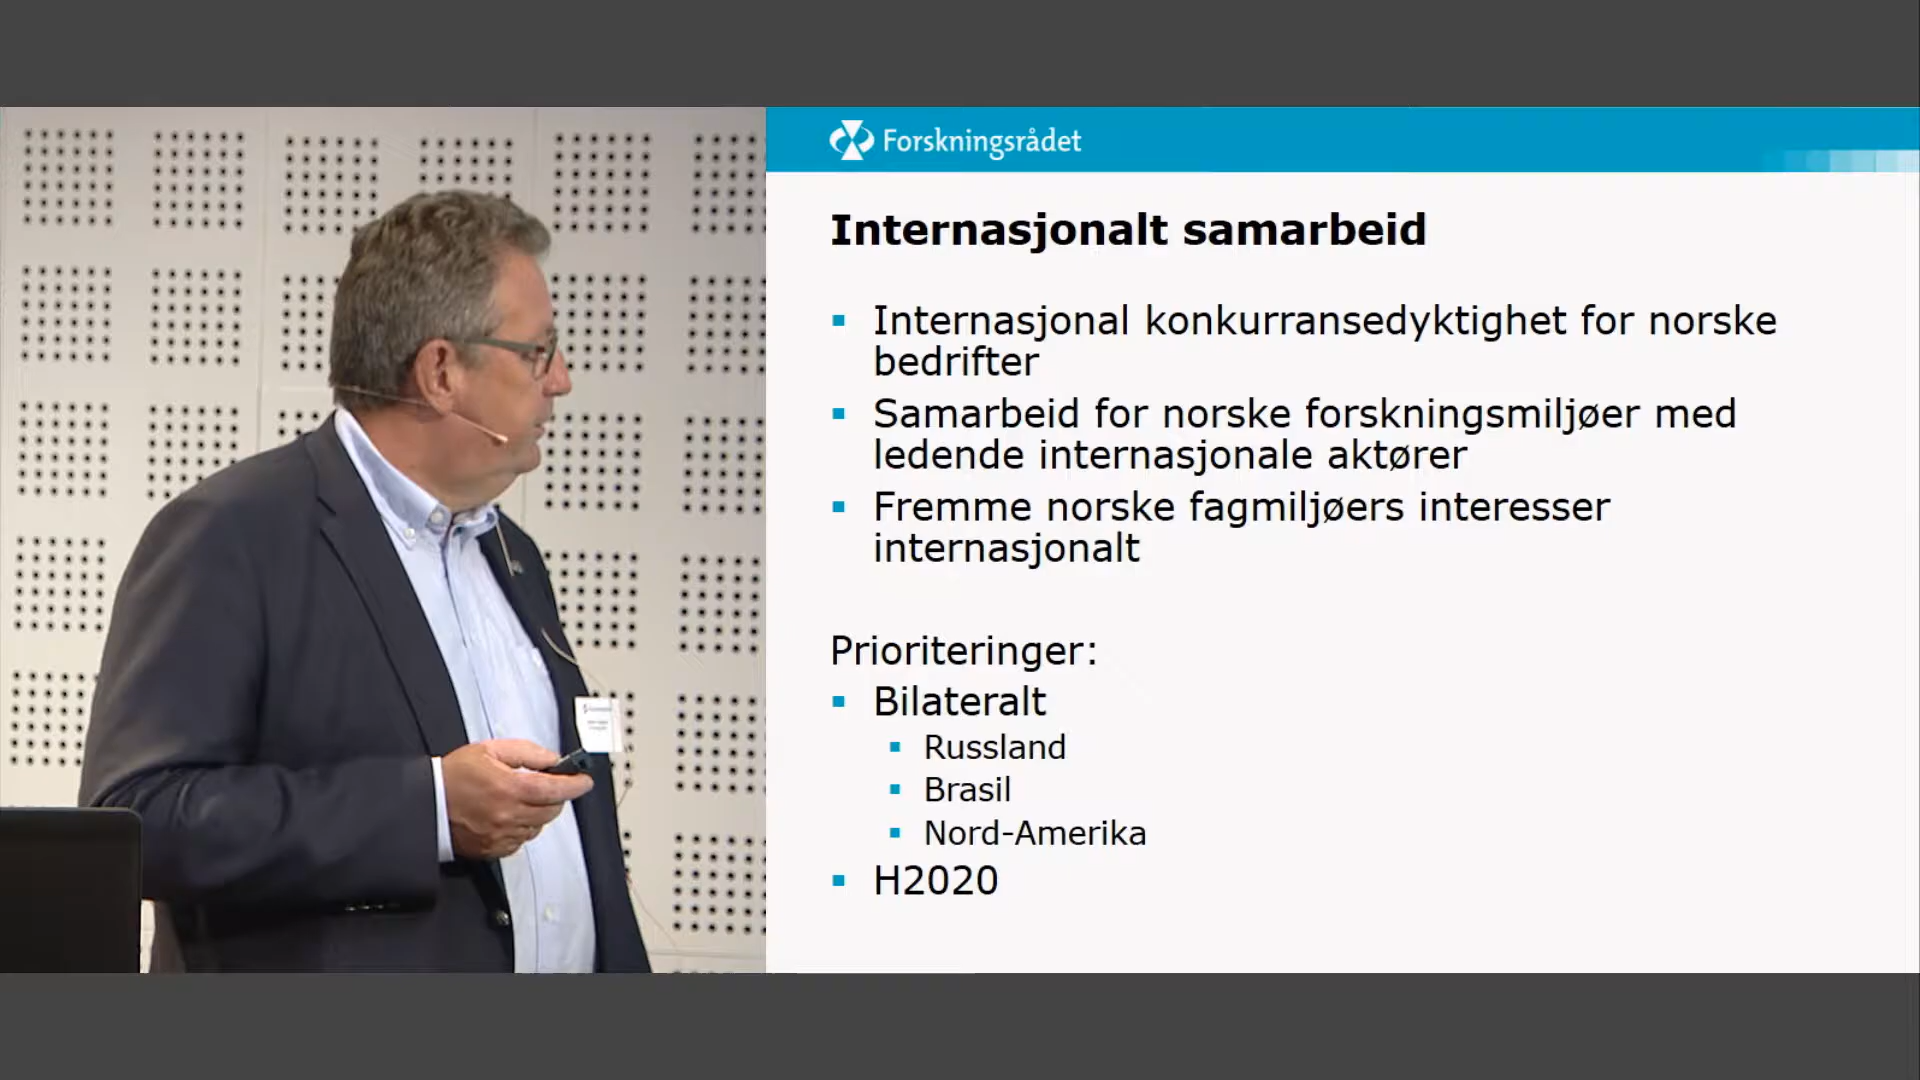 Forskningsrådet
Internasjonalt samarbeid
Internasjonal konkurransedyktighet for norske
bedrifter
Samarbeid for norske forskningsmiljøer med
ledende internasjonale aktører
Fremme norske fagmiljøers interesser
internasjonalt
Prioriteringer:
Bilateralt
Russland
Brasil
Nord-Amerika
H2020